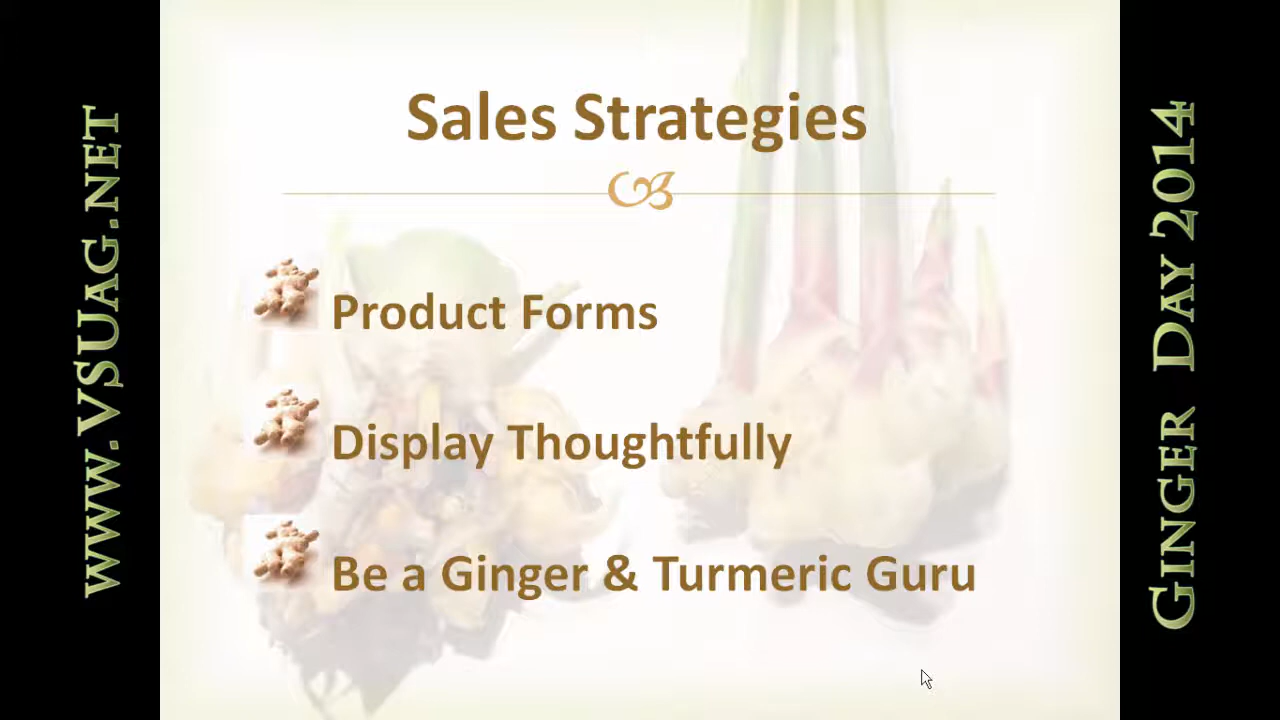 www.VSUAG.NET
Sales Strategies
Product Forms
Display Thoughtfully
Be a Ginger & Turmeric Guru
GINGER DAY 2014